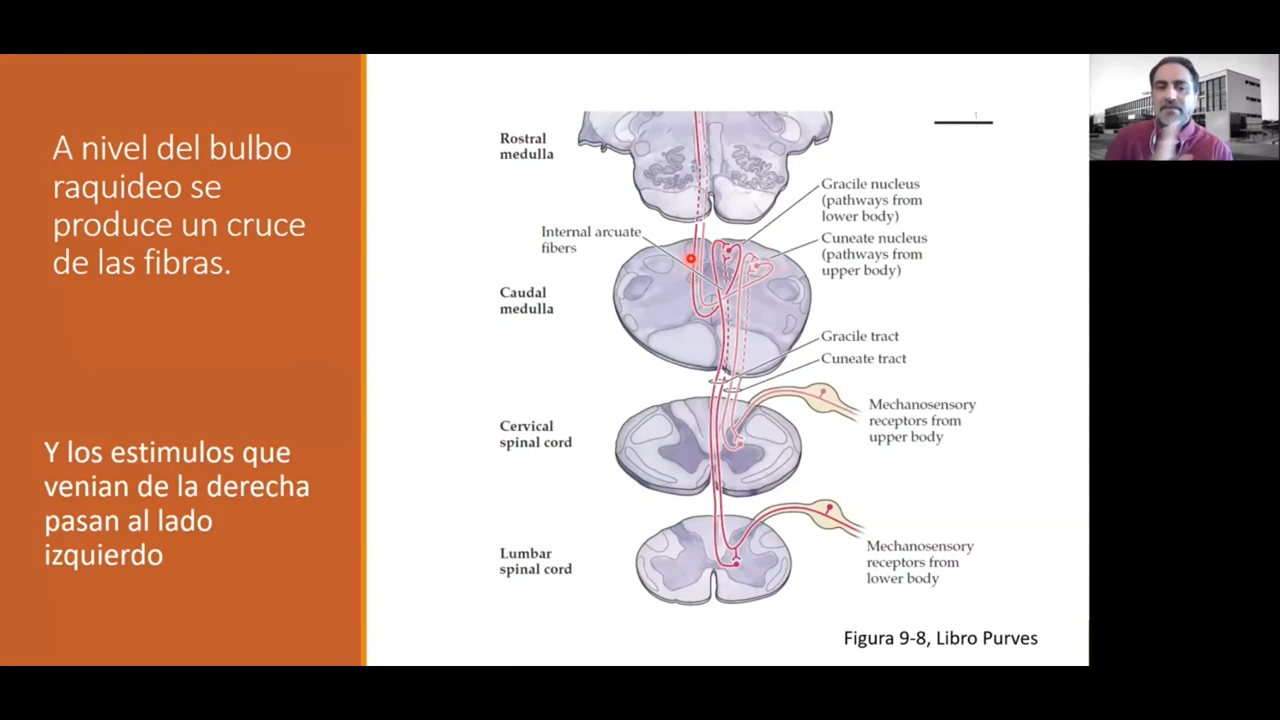 A nivel del bulbo
raquideo se
produce un cruce
de las fibras.
Y los estimulos que
venian de la derecha
pasan al lado
izquierdo
Rostral
medulla
Gracile nucleus
(pathways from
lower body)
Internal arcuate
fibers
Cuneate nucleus
(pathways from
upper body)
Caudal
medulla
Gracile tract
Cuneate tract
Mechanosensory
receptors from
upper body
Cervical
spinal cord
Mechanosensory
receptors from
lower body
Lumbar
spinal cord
Figura 9-8, Libro Purves